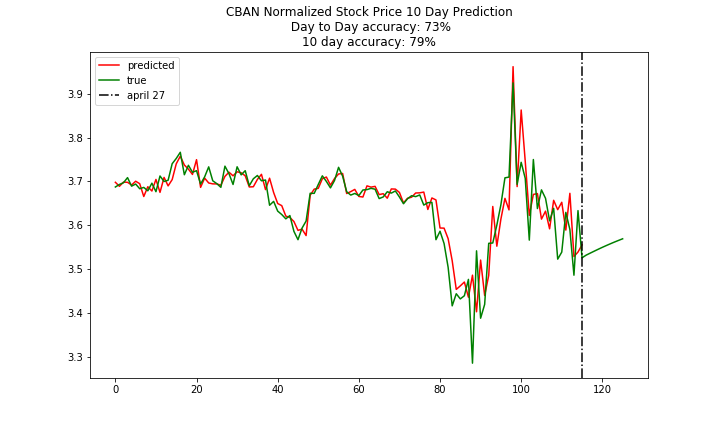 CBAN Normalized Stock Price 10 Day Prediction
Day to Day accuracy: 73%
10 day accuracy: 79%
predicted
true
april 27
3.9
3.8
3.7
3.6
3.5
3.4
3.3
0 20 40 60 80 100 120